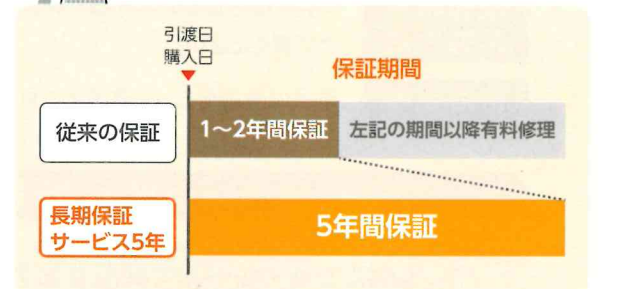 引渡日
購入日
保証期間
従来の保証
1〜2年間保証
左記の期間以降有料修理
長期保証
サービス5年
5年間保証